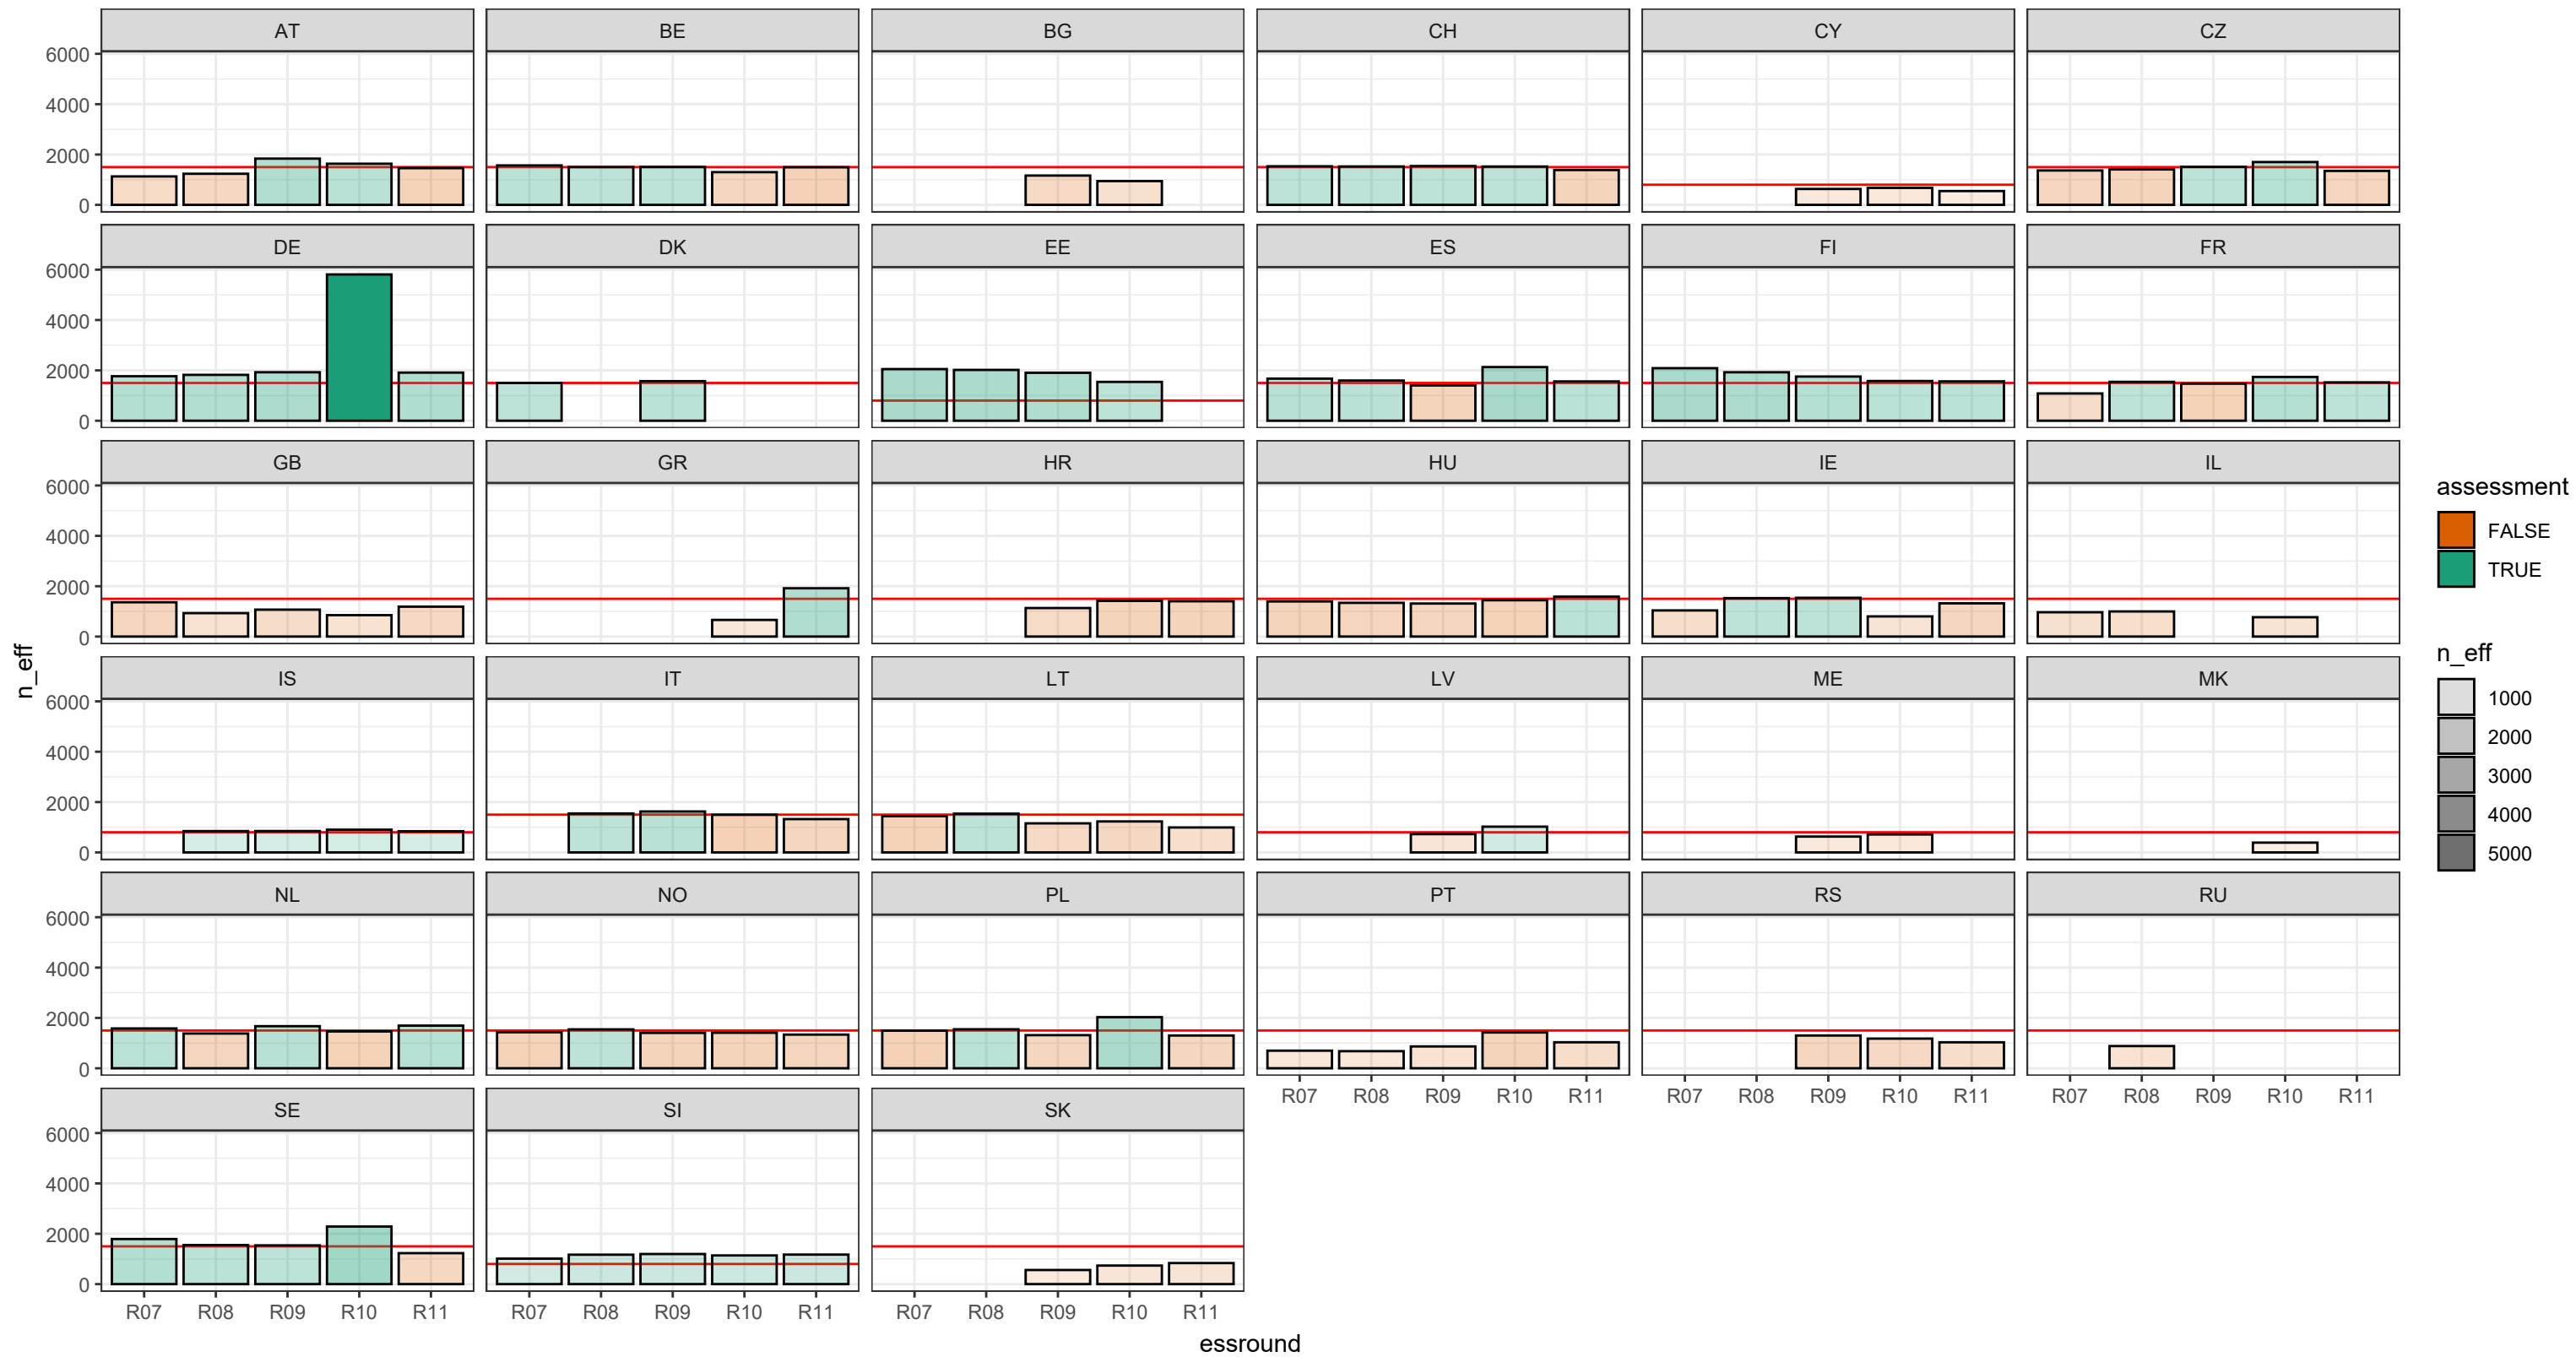 AT BE BG CH CY CZ
6000
4000
2000
0
DE DK EE ES FI FR
6000
4000
2000
0
GB GR HR HU IE IL
6000
4000
2000
0
IS IT LT LV ME MK
6000
4000
2000
0
NL NO PL PT RS RU
6000
4000
2000
0
R07 R08 R09 R10 R11 R07 R08 R09 R10 R11 R07 R08 R09 R10 R11
SE SI SK
6000
4000
2000
0
R07 R08 R09 R10 R11 R07 R08 R09 R10 R11 R07 R08 R09 R10 R11
essround
n_eff
assessment
FALSE
TRUE
n_eff
1000
2000
3000
4000
5000